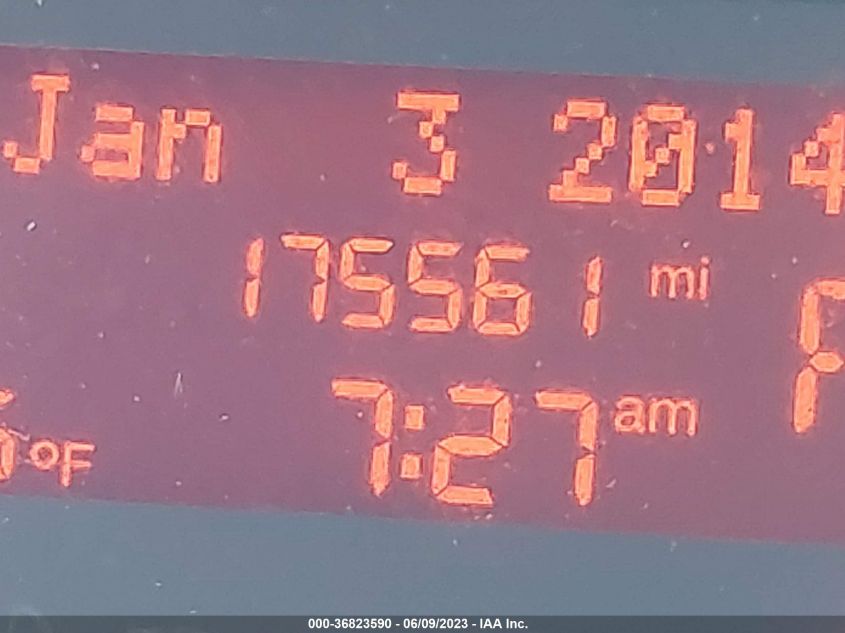 Jan 3 2014
175561 mi
7:27 am
°F
000-36823590 - 06/09/2023 - IAA Inc.